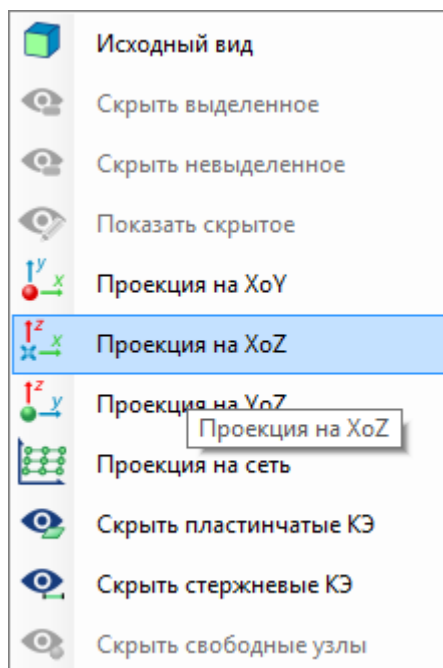 Исходный вид
Скрыть выделенное
Скрыть невыделенное
Показать скрытое
y x
Проекция на XoY
z x
Проекция на XoZ
z y
Проекция на YoZ
Проекция на XoZ
Проекция на сеть
Скрыть пластинчатые КЭ
Скрыть стержневые КЭ
Скрыть свободные узлы